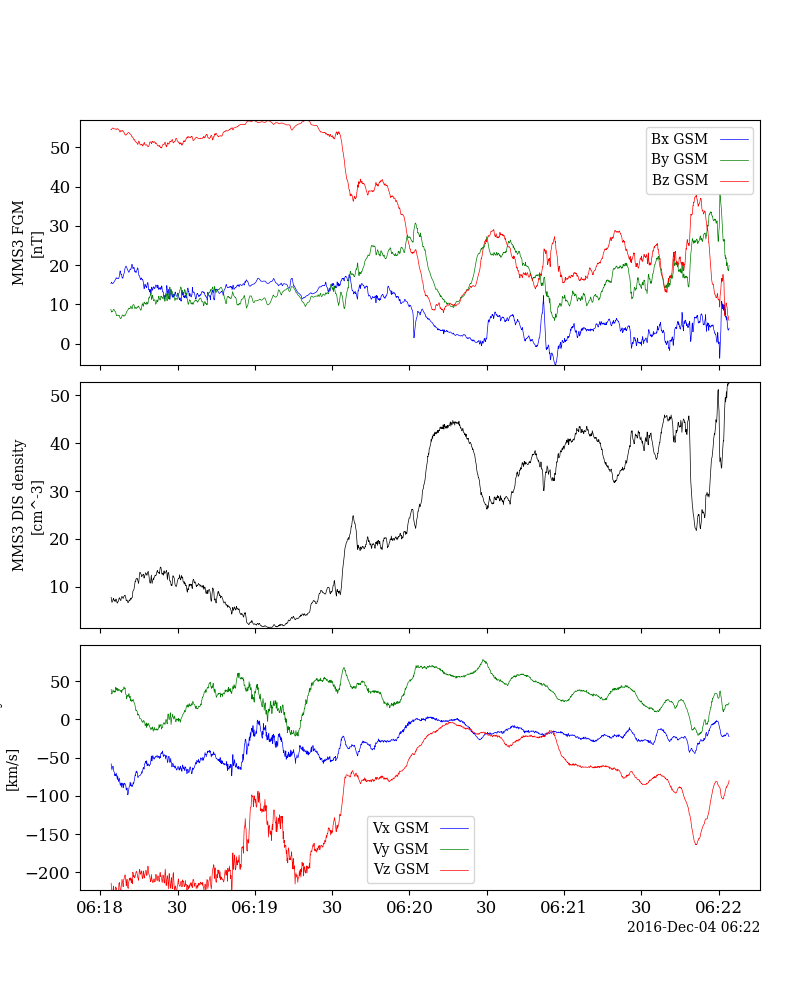 MMS3 FGM
[nT]
50
40
30
20
10
0
Bx GSM
By GSM
Bz GSM
MMS3 DIS density
[cm^-3]
50
40
30
20
10
[km/s]
50
0
−50
−100
−150
−200
Vx GSM
Vy GSM
Vz GSM
06:18 30 06:19 30 06:20 30 06:21 30 06:22
2016-Dec-04 06:22